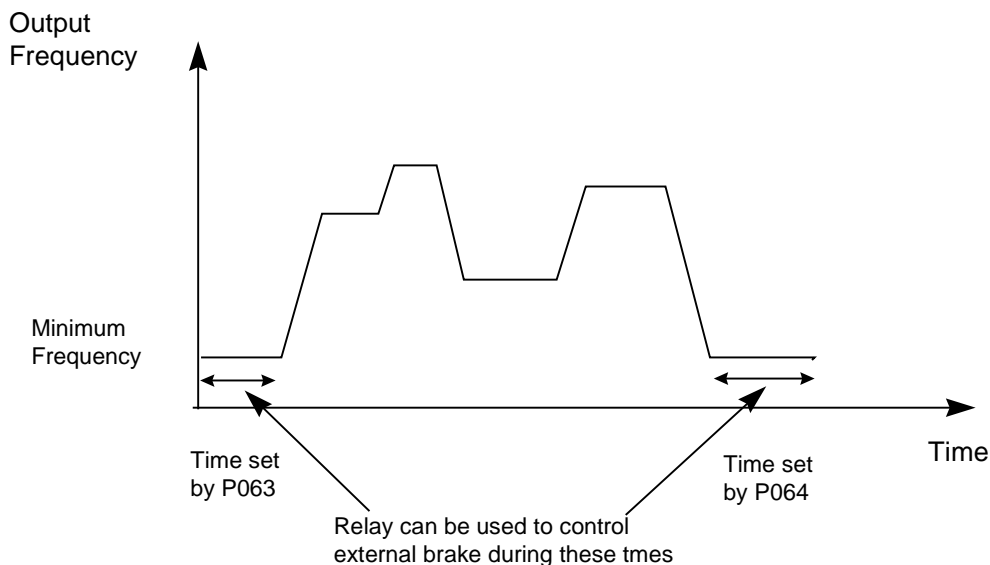 Output
Frequency
Minimum
Frequency
Time
Time set
by P063
Time set
by P064
Relay can be used to control
external brake during these tmes